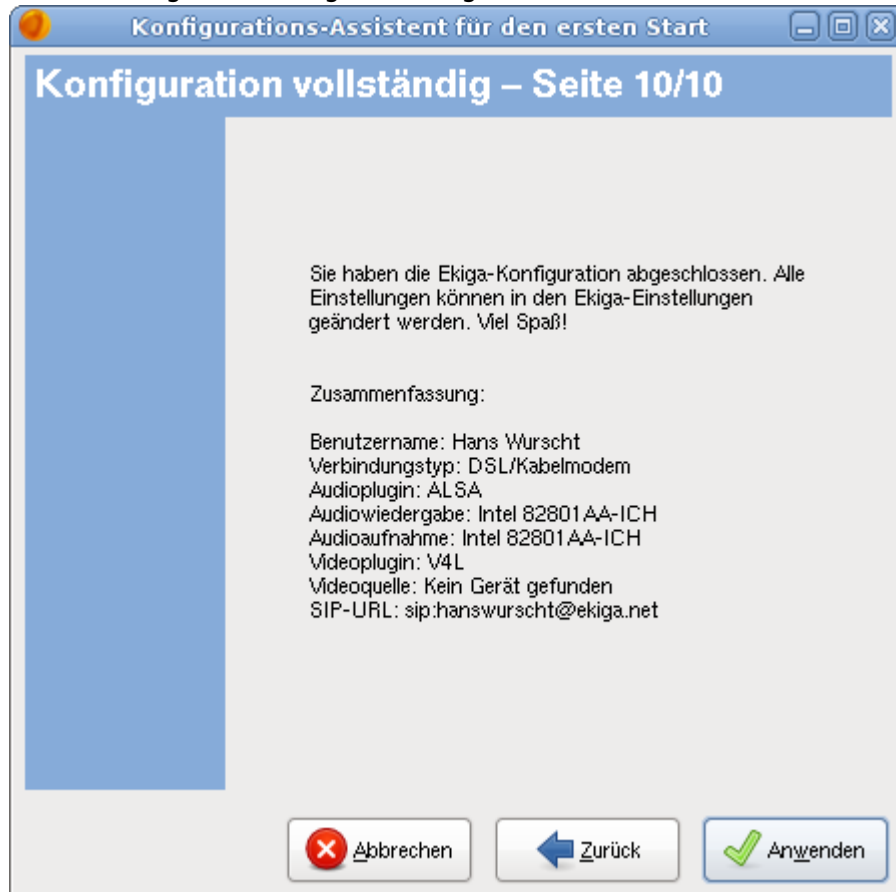 Konfigurations-Assistent für den ersten Start
Konfiguration vollständig – Seite 10/10
Sie haben die Ekiga-Konfiguration abgeschlossen. Alle
Einstellungen können in den Ekiga-Einstellungen
geändert werden. Viel Spaß!
Zusammenfassung:
Benutzername: Hans Wurscht
Verbindungstyp: DSL/Kabelmodem
Audioplugin: ALSA
Audiowiedergabe: Intel 82801AA-ICH
Audioaufnahme: Intel 82801AA-ICH
Videoplugin: V4L
Videoquelle: Kein Gerät gefunden
SIP-URL: sip:hanswurscht@ekiga.net
Abbrechen
Zurück
Anwenden